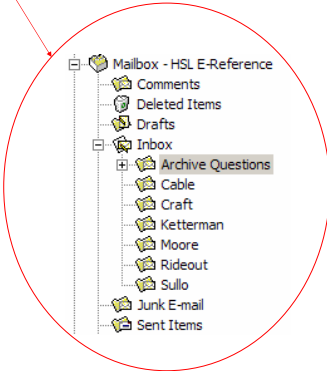 Mailbox - HSL E-Reference
Comments
Deleted Items
Drafts
Inbox
Archive Questions
Cable
Craft
Ketterman
Moore
Rideout
Sullo
Junk E-mail
Sent Items